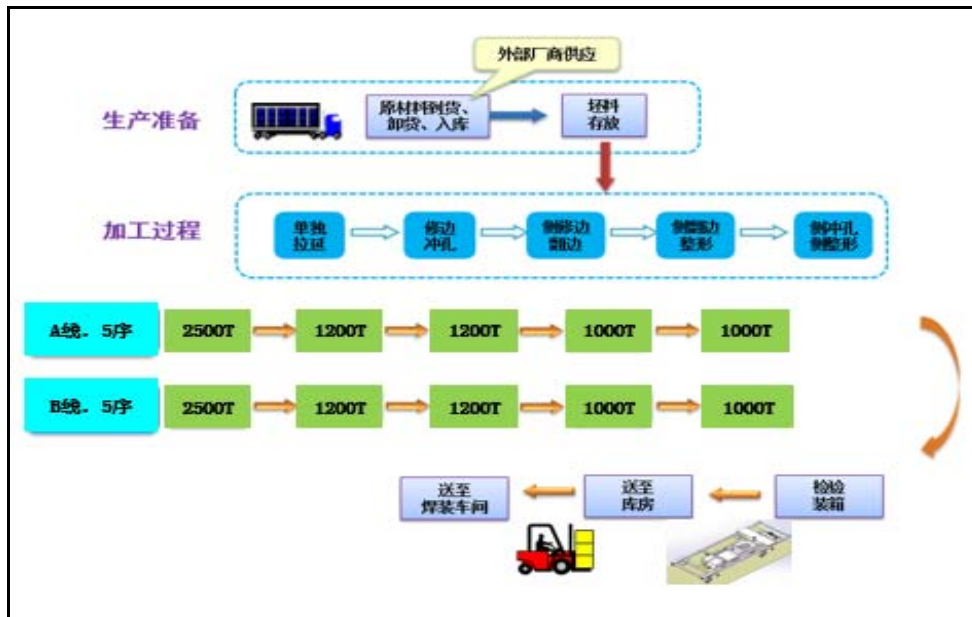 外部厂商供应
生产准备
原材料到货、
卸货、入库
坯料
存放
加工过程
单独
拉延
修边
冲孔
侧修边
翻边
侧翻边
整形
侧冲孔
侧整形
A线. 5序
2500T
1200T
1200T
1000T
1000T
B线. 5序
2500T
1200T
1200T
1000T
1000T
送至
焊装车间
送至
库房
检验
装箱